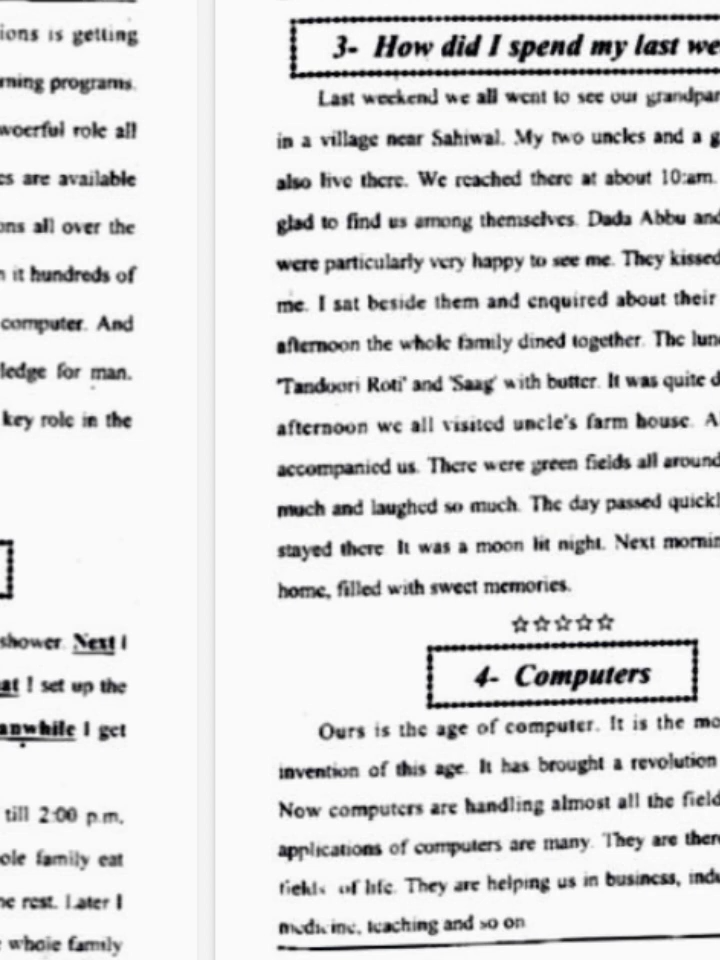 ions is getting
rning programs.
woerful role all
es are available
ons all over the
n it hundreds of
computer. And
ledge for man.
key role in the
shower. Next I
at I set up the
anwhile I get
till 2:00 p.m.
ole family eat
ne rest. Later I
whole family
3- How did I spend my last we
Last weekend we all went to see our grandpar
in a village near Sahiwal. My two uncles and a g
also live there. We reached there at about 10:am.
glad to find us among themselves. Dada Abbu and
were particularly very happy to see me. They kissed
me. I sat beside them and enquired about their
afternoon the whole family dined together. The lun
'Tandoori Roti' and 'Saag' with butter. It was quite d
afternoon we all visited uncle's farm house. A
accompanied us. There were green fields all around
much and laughed so much. The day passed quickl
stayed there. It was a moon lit night. Next mornin
home, filled with sweet memories.
☆☆☆☆☆
4- Computers
Ours is the age of computer. It is the mo
invention of this age. It has brought a revolution
Now computers are handling almost all the field
applications of computers are many. They are ther
fields of life. They are helping us in business, indu
medicine, teaching and so on